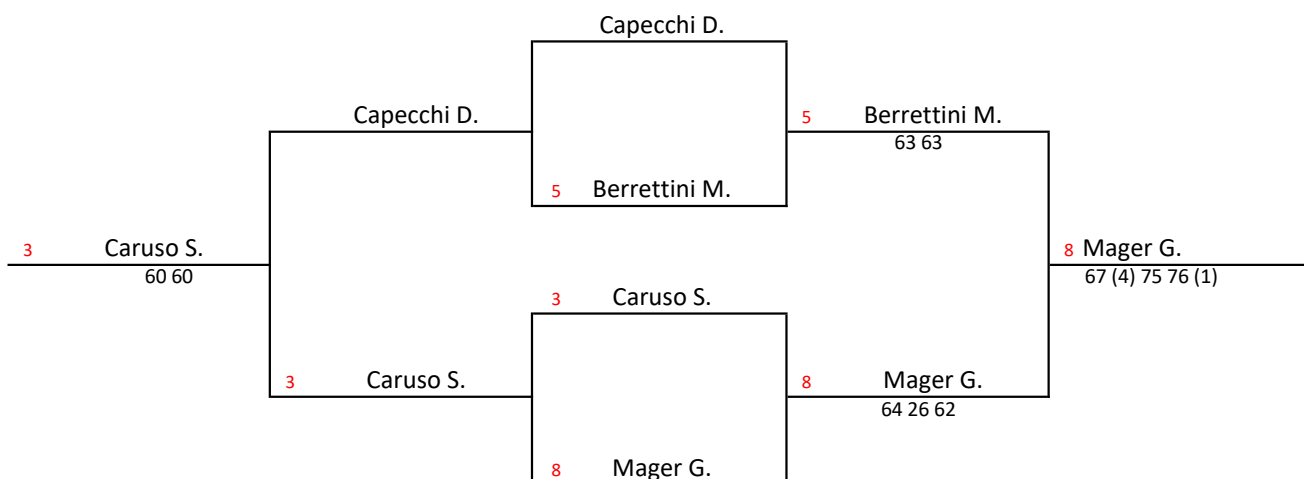 Capecchi D.
Capecchi D.
5 Berrettini M.
63 63
5 Berrettini M.
3 Caruso S.
60 60
8 Mager G.
67 (4) 75 76 (1)
3 Caruso S.
3 Caruso S.
8 Mager G.
64 26 62
8 Mager G.